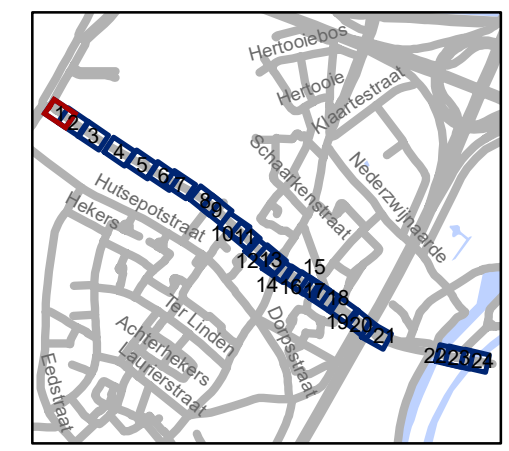 Hertooiebos
Hertooie
Klaartestraat
Schaarkenstraat
Nederzwijnaarde
Hutsepotstraat
Hekers
Ter Linden
Achterhekers
Laurierstraat
Eedstraat
Dorpsstraat
1
2
3
4
5
6
7
8
9
10
11
12
13
14
15
16
17
18
19
20
21
22
23
24